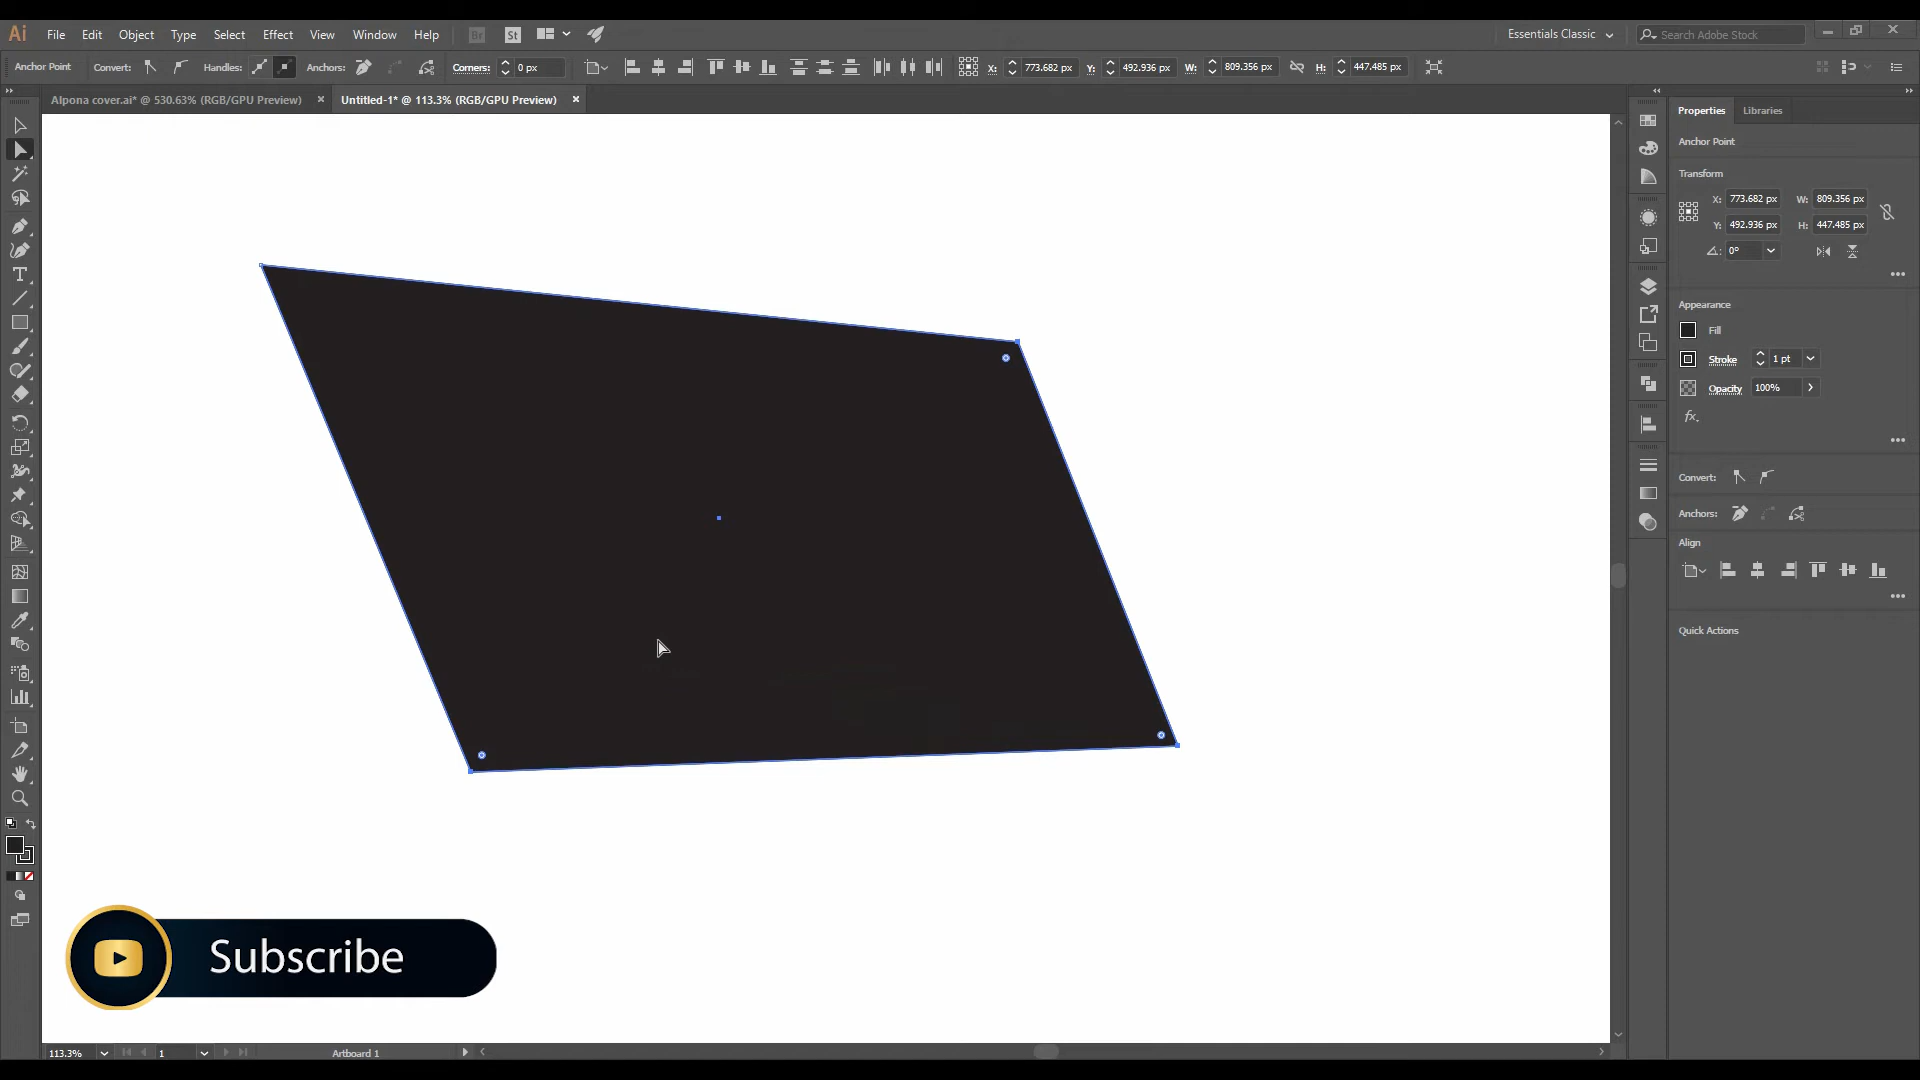 Ai File Edit Object Type Select Effect View Window Help Br St Essentials Classic Search Adobe Stock
Anchor Point Convert: Handles: Anchors: Corners: 0 px X: 773.682 px Y: 492.936 px W: 809.356 px H: 447.485 px
Alpona cover.ai* @ 530.63% (RGB/GPU Preview) × Untitled-1* @ 113.3% (RGB/GPU Preview) ×
Properties Libraries
Anchor Point
Transform
X: 773.682 px W: 809.356 px
Y: 492.936 px H: 447.485 px
0°
Appearance
Fill
Stroke 1 pt
Opacity 100%
fx.
Convert:
Anchors:
Align
Quick Actions
Subscribe
113.3% 1 Artboard 1